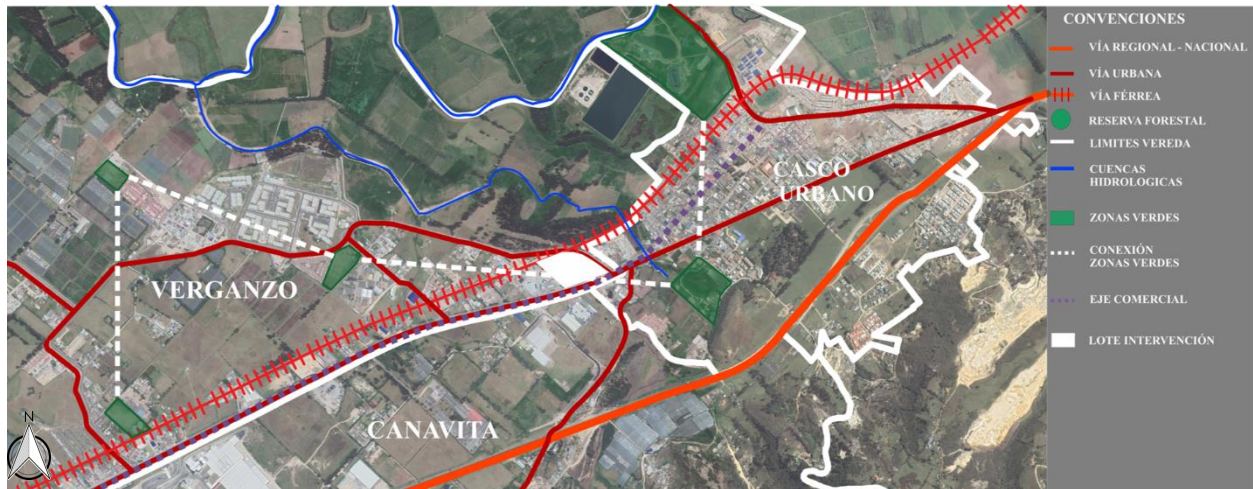 CASCO
URBANO
VERGANZO
CANAVITA
N
CONVENCIONES
VÍA REGIONAL - NACIONAL
VÍA URBANA
VÍA FÉRREA
RESERVA FORESTAL
LIMITES VEREDA
CUENCAS
HIDROLOGICAS
ZONAS VERDES
CONEXIÓN
ZONAS VERDES
EJE COMERCIAL
LOTE INTERVENCIÓN